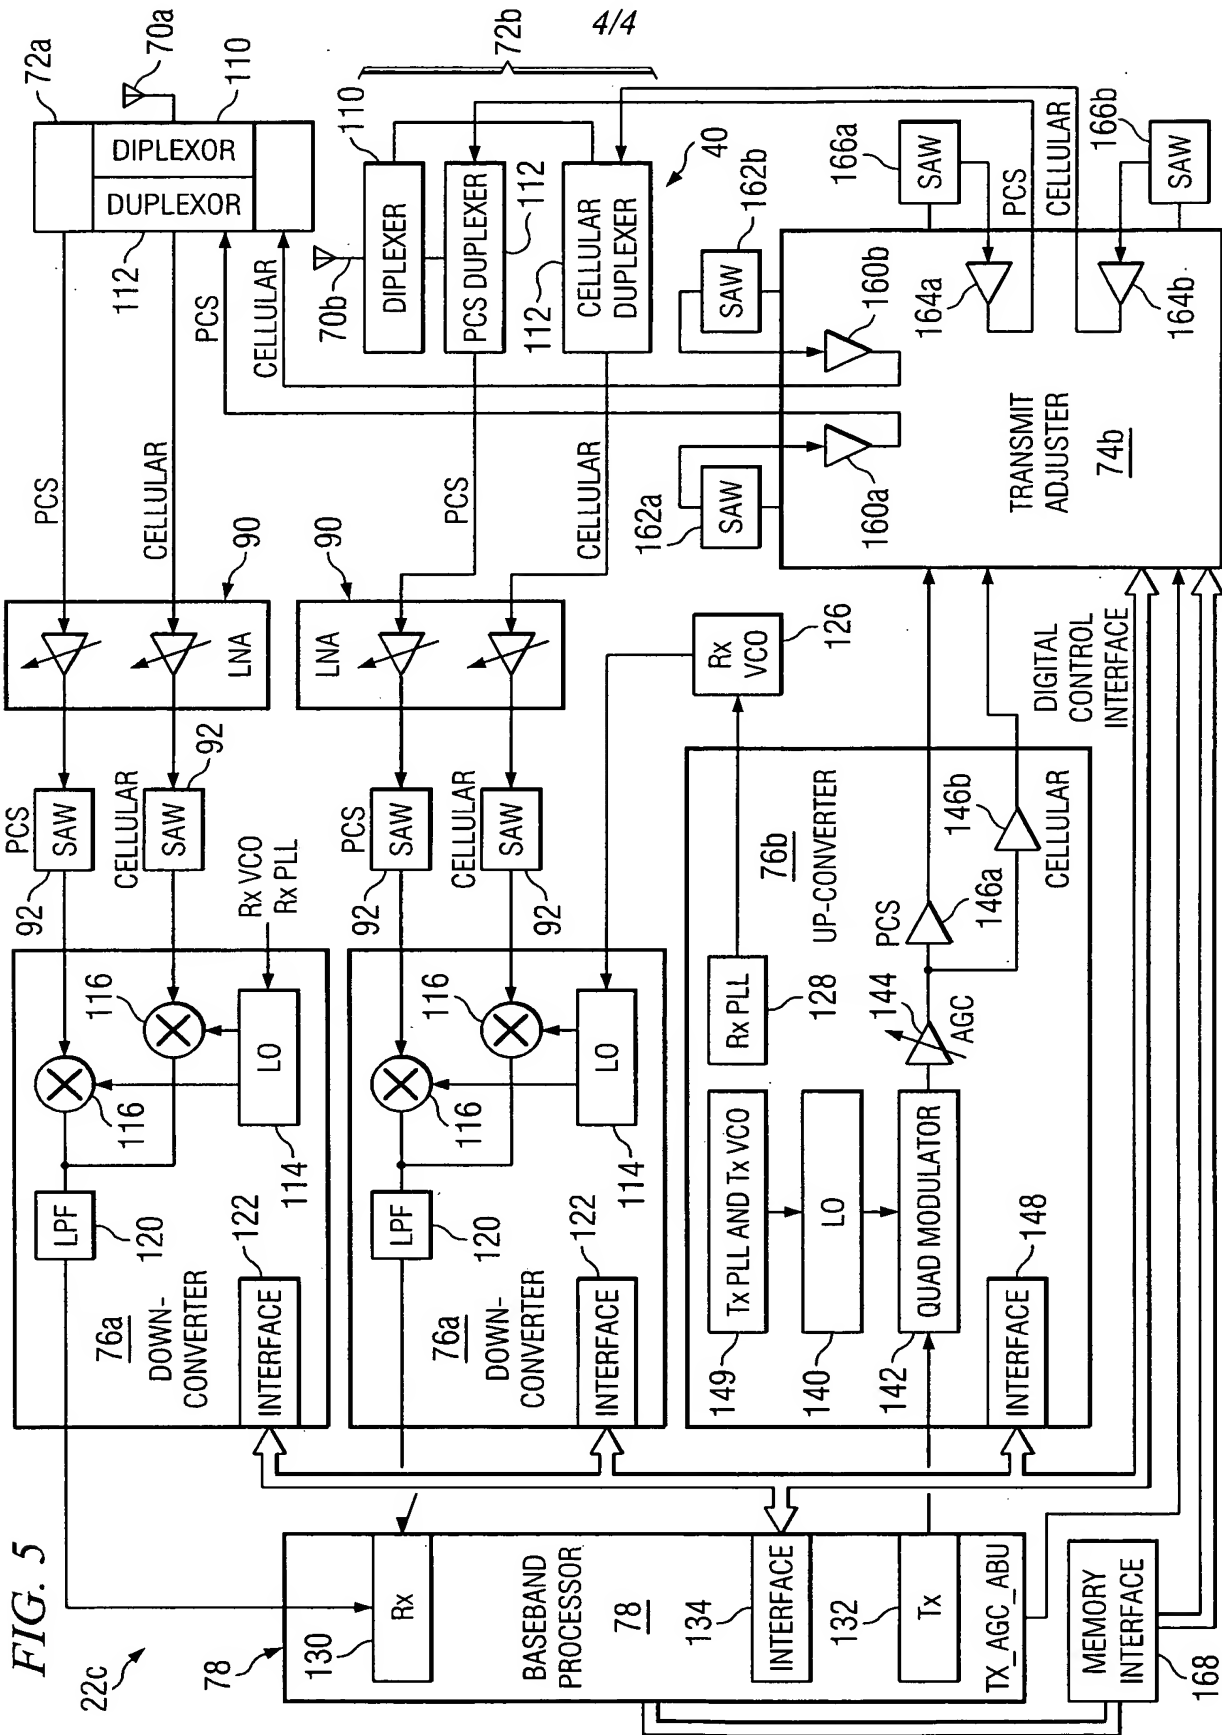 4/4
FIG. 5
22c
78
130
Rx
BASEBAND
PROCESSOR
78
134
INTERFACE
132
Tx
TX_AGC_ABU
MEMORY
INTERFACE
168
76a
DOWN-
CONVERTER
LPF
120
122
INTERFACE
116
116
LO
114
Rx VCO
Rx PLL
PCS
SAW
92
CELLULAR
SAW
92
LNA
90
PCS
CELLULAR
72a
70a
110
DIPLEXOR
DUPLEXOR
112
PCS
CELLULAR
76a
DOWN-
CONVERTER
LPF
120
122
INTERFACE
116
116
LO
114
PCS
SAW
92
CELLULAR
SAW
92
LNA
90
PCS
CELLULAR
72b
110
DIPLEXER
70b
PCS DUPLEXER
112
CELLULAR
DUPLEXER
112
40
76b
UP-CONVERTER
149
Tx PLL AND Tx VCO
Rx PLL
128
Rx
VCO
126
140
LO
142
QUAD MODULATOR
144
AGC
PCS
146a
146b
CELLULAR
148
INTERFACE
DIGITAL
CONTROL
INTERFACE
TRANSMIT
ADJUSTER
74b
162a
SAW
160a
162b
SAW
160b
166a
SAW
164a
PCS
CELLULAR
166b
SAW
164b